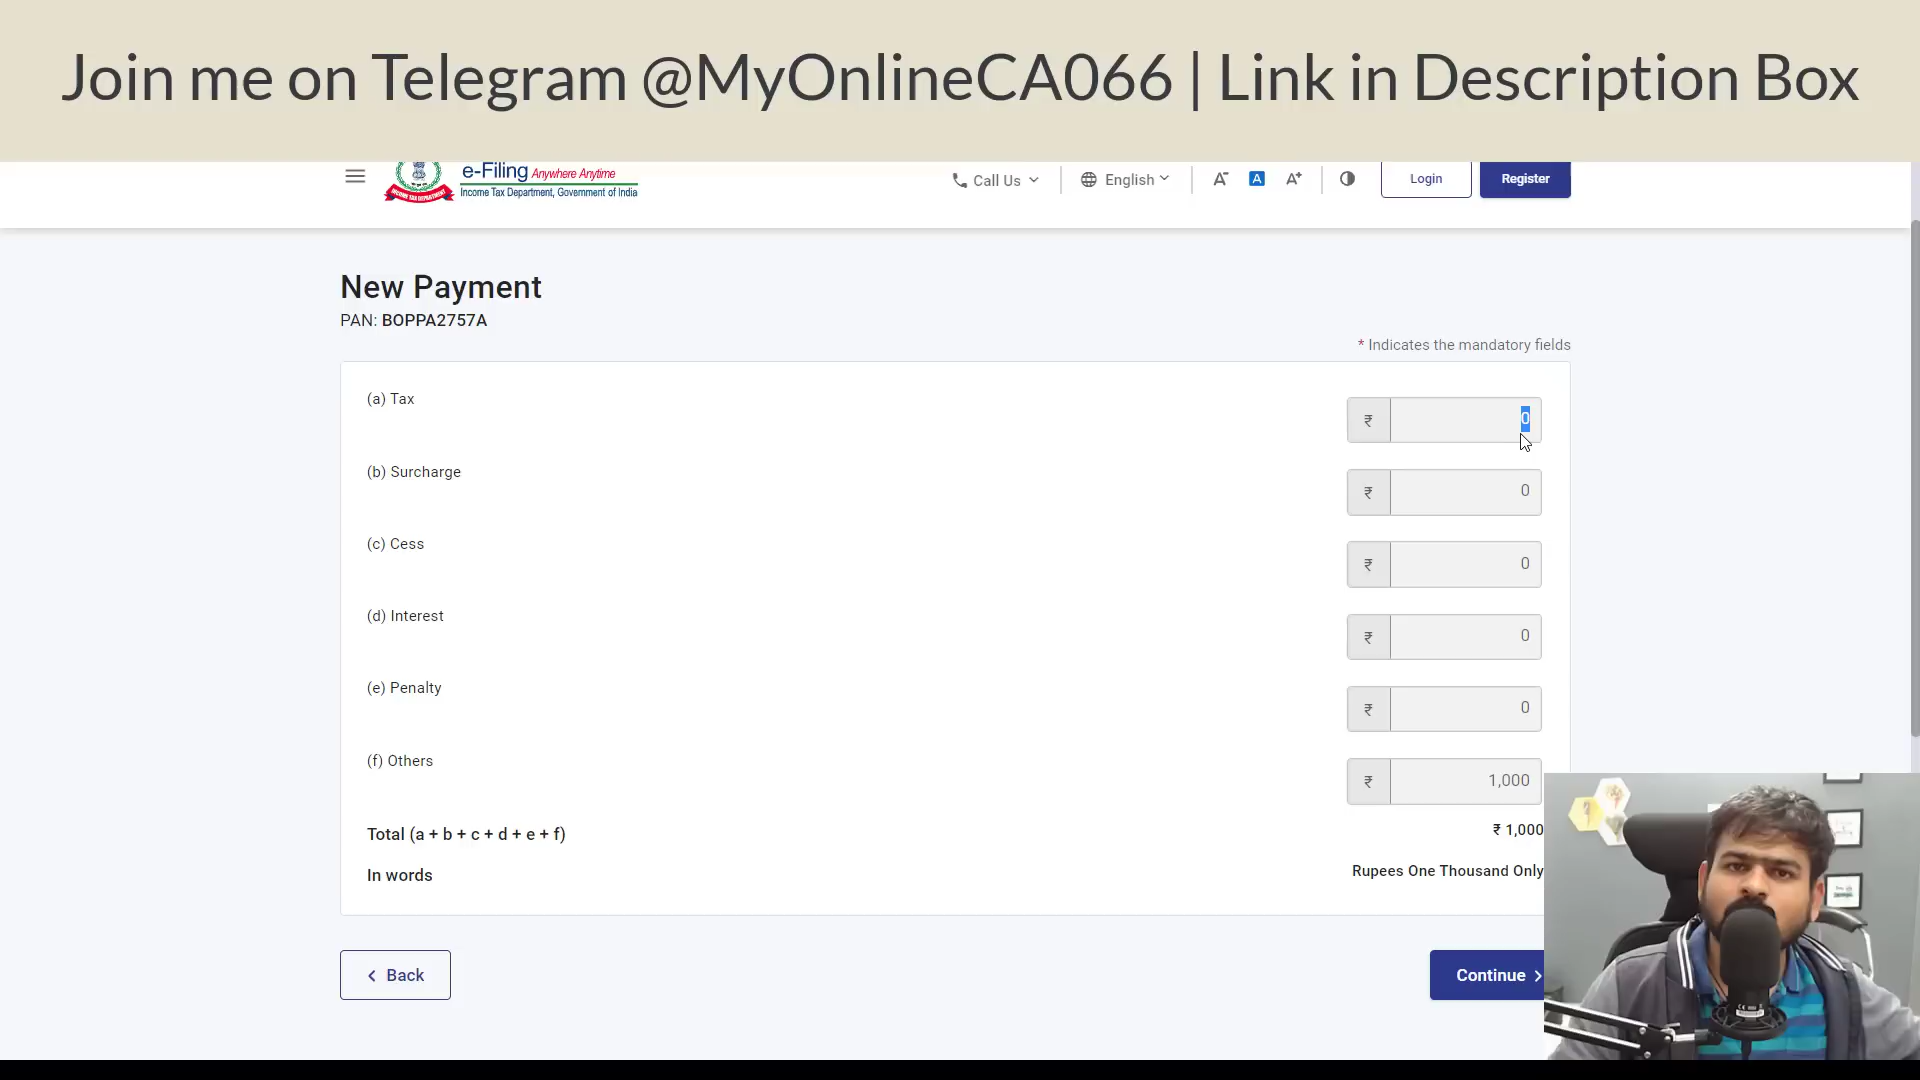 Join me on Telegram @MyOnlineCA066 | Link in Description Box
e-Filing Anywhere Anytime
Income Tax Department, Government of India
Call Us
English
A-
A
A+
Login
Register
New Payment
PAN: BOPPA2757A
* Indicates the mandatory fields
(a) Tax
₹ 0
(b) Surcharge
₹ 0
(c) Cess
₹ 0
(d) Interest
₹ 0
(e) Penalty
₹ 0
(f) Others
₹ 1,000
Total (a + b + c + d + e + f)
₹ 1,000
In words
Rupees One Thousand Only
< Back
Continue >